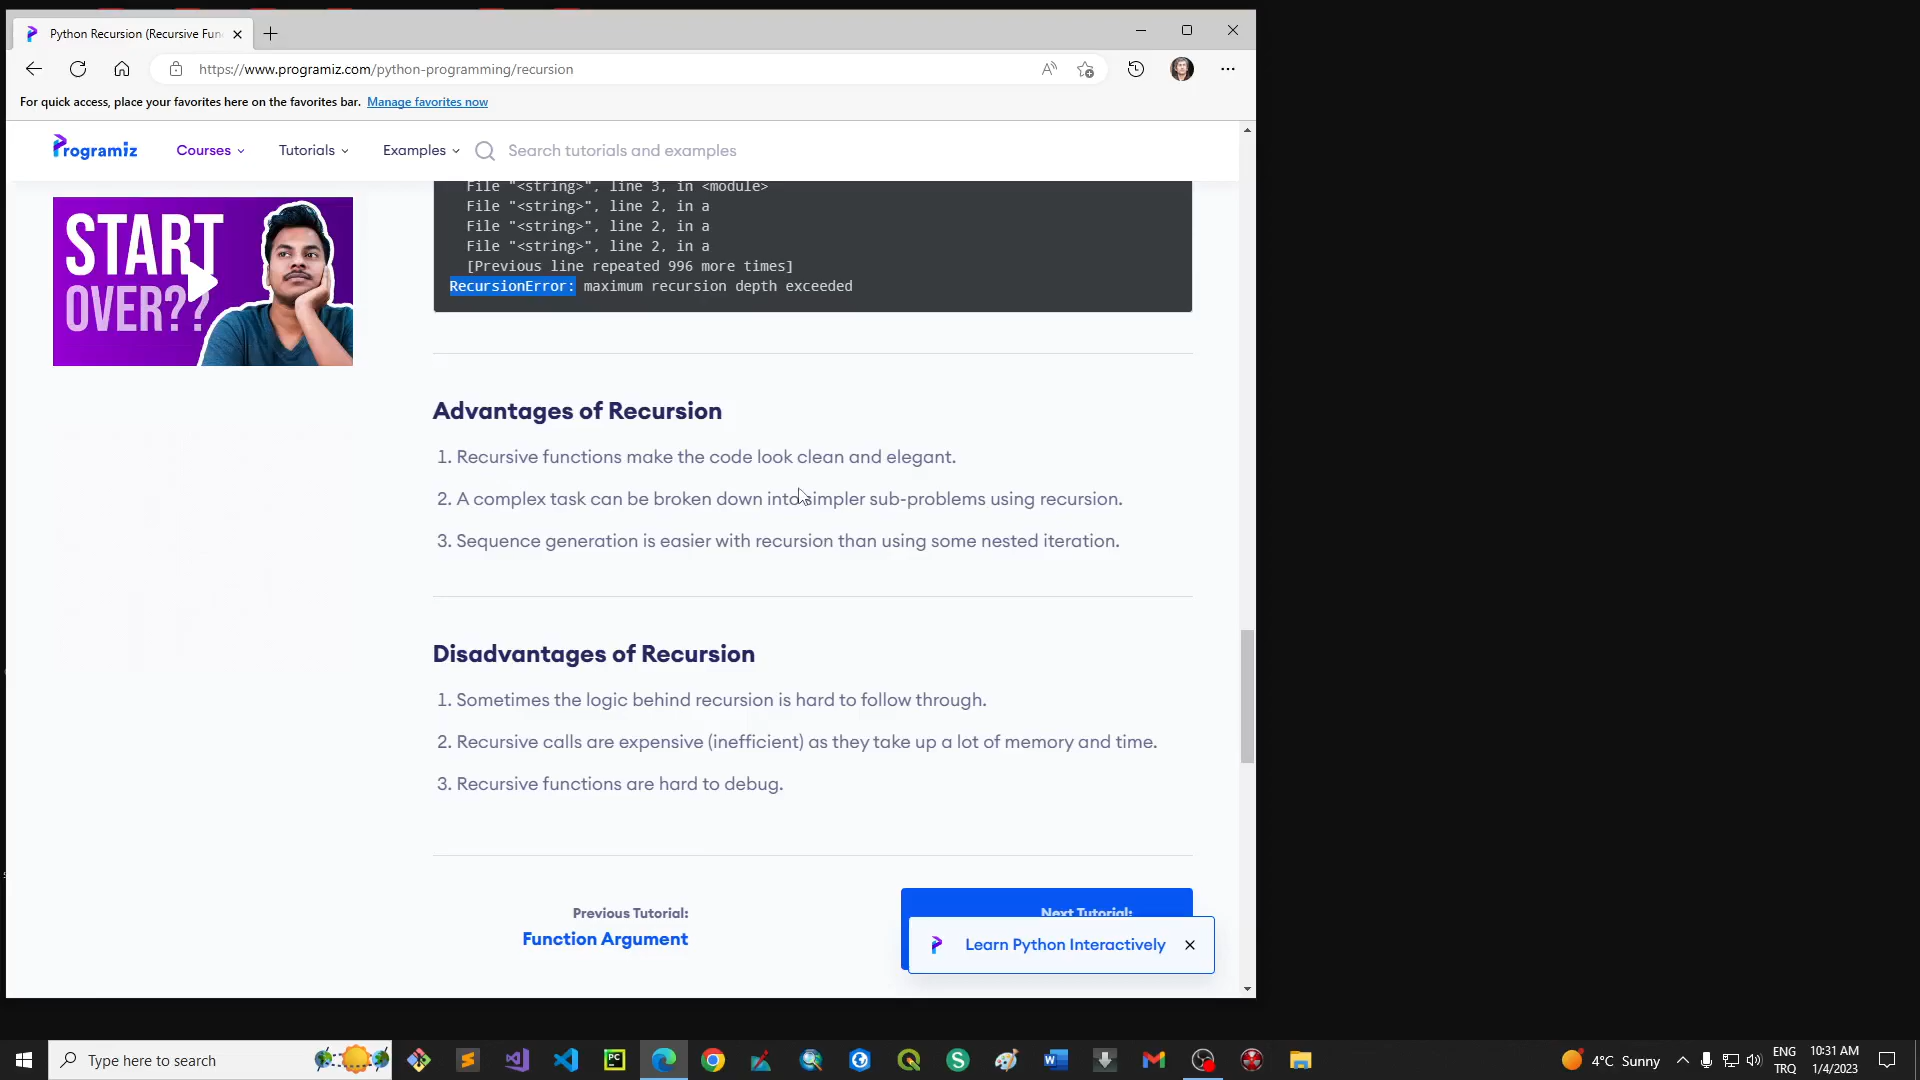 Python Recursion (Recursive Fun
https://www.programiz.com/python-programming/recursion
For quick access, place your favorites here on the favorites bar. Manage favorites now
Programiz Courses Tutorials Examples Search tutorials and examples
START
OVER??
File "<string>", line 3, in <module>
File "<string>", line 2, in a
File "<string>", line 2, in a
File "<string>", line 2, in a
[Previous line repeated 996 more times]
RecursionError: maximum recursion depth exceeded
Advantages of Recursion
1. Recursive functions make the code look clean and elegant.
2. A complex task can be broken down into simpler sub-problems using recursion.
3. Sequence generation is easier with recursion than using some nested iteration.
Disadvantages of Recursion
1. Sometimes the logic behind recursion is hard to follow through.
2. Recursive calls are expensive (inefficient) as they take up a lot of memory and time.
3. Recursive functions are hard to debug.
Previous Tutorial:
Function Argument
Next Tutorial:
Learn Python Interactively
Type here to search
4°C Sunny
ENG
TRQ
10:31 AM
1/4/2023